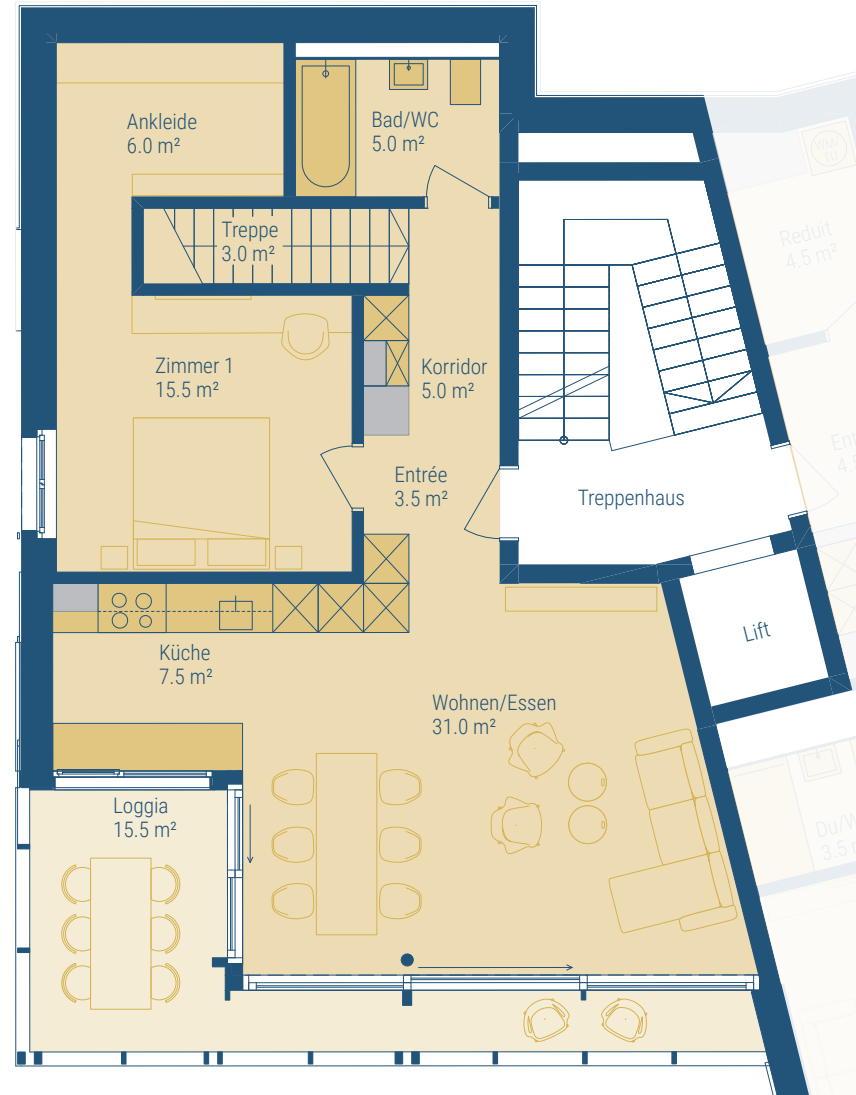 Ankleide
6.0 m²
Bad/WC
5.0 m²
Treppe
3.0 m²
Reduit
4.5 m²
Zimmer 1
15.5 m²
Korridor
5.0 m²
Entrée
3.5 m²
Treppenhaus
Lift
Küche
7.5 m²
Wohnen/Essen
31.0 m²
Loggia
15.5 m²